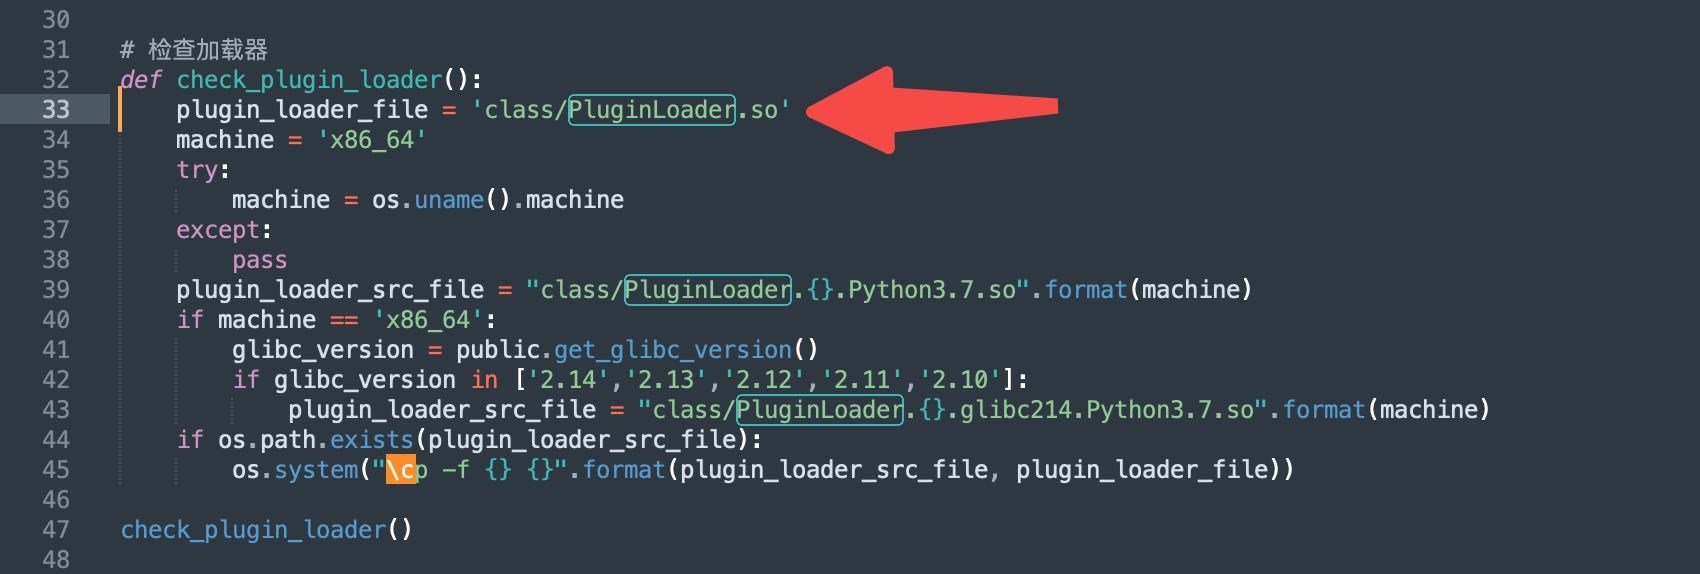 30
31 # 检查加载器
32 def check_plugin_loader():
33     plugin_loader_file = 'class/PluginLoader.so'
34     machine = 'x86_64'
35     try:
36         machine = os.uname().machine
37     except:
38         pass
39     plugin_loader_src_file = "class/PluginLoader.{}.Python3.7.so".format(machine)
40     if machine == 'x86_64':
41         glibc_version = public.get_glibc_version()
42         if glibc_version in ['2.14','2.13','2.12','2.11','2.10']:
43             plugin_loader_src_file = "class/PluginLoader.{}.glibc214.Python3.7.so".format(machine)
44     if os.path.exists(plugin_loader_src_file):
45         os.system("\cp -f {} {}".format(plugin_loader_src_file, plugin_loader_file))
46
47 check_plugin_loader()
48